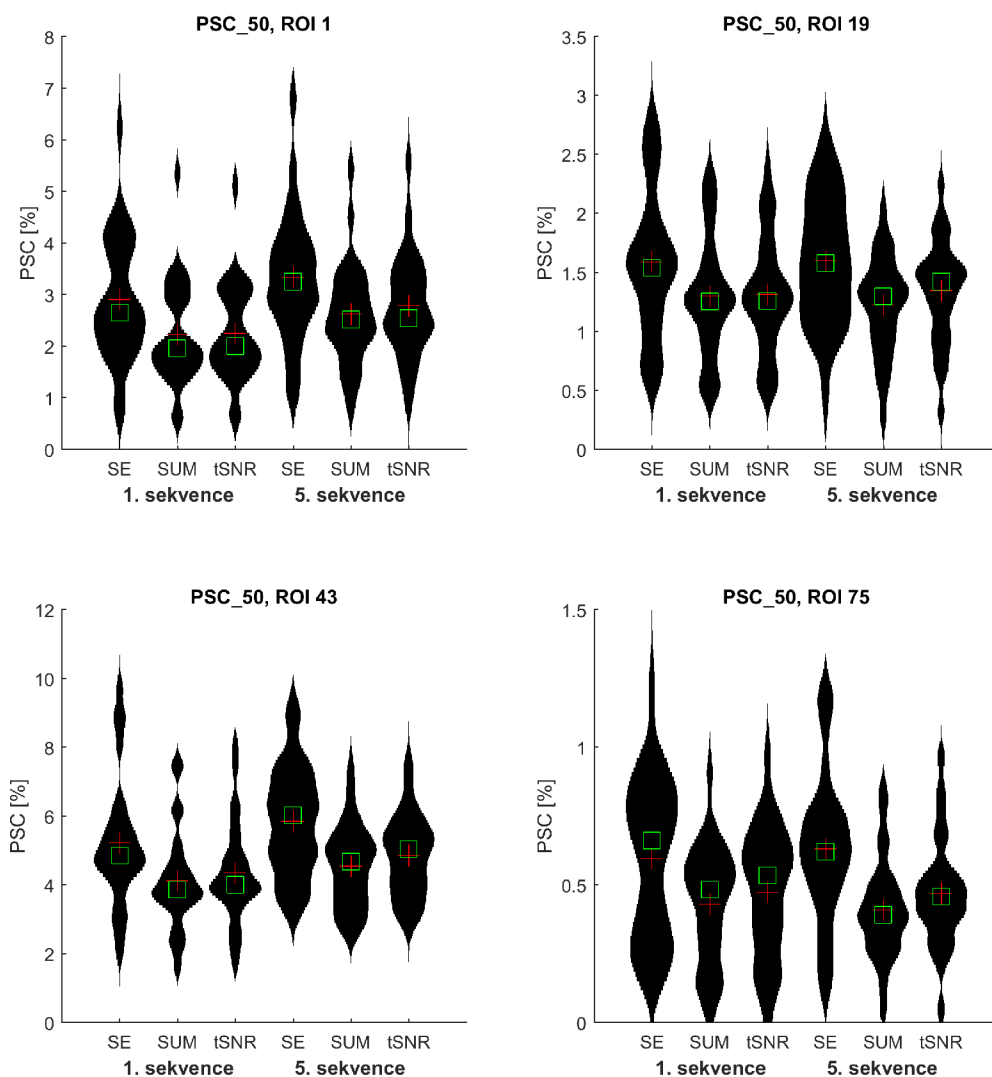 PSC_50, ROI 1
8
7
6
5
4
3
2
1
0
PSC [%]
SE SUM tSNR SE SUM tSNR
1. sekvence 5. sekvence
PSC_50, ROI 19
3.5
3
2.5
2
1.5
1
0.5
0
PSC [%]
SE SUM tSNR SE SUM tSNR
1. sekvence 5. sekvence
PSC_50, ROI 43
12
10
8
6
4
2
0
PSC [%]
SE SUM tSNR SE SUM tSNR
1. sekvence 5. sekvence
PSC_50, ROI 75
1.5
1
0.5
0
PSC [%]
SE SUM tSNR SE SUM tSNR
1. sekvence 5. sekvence